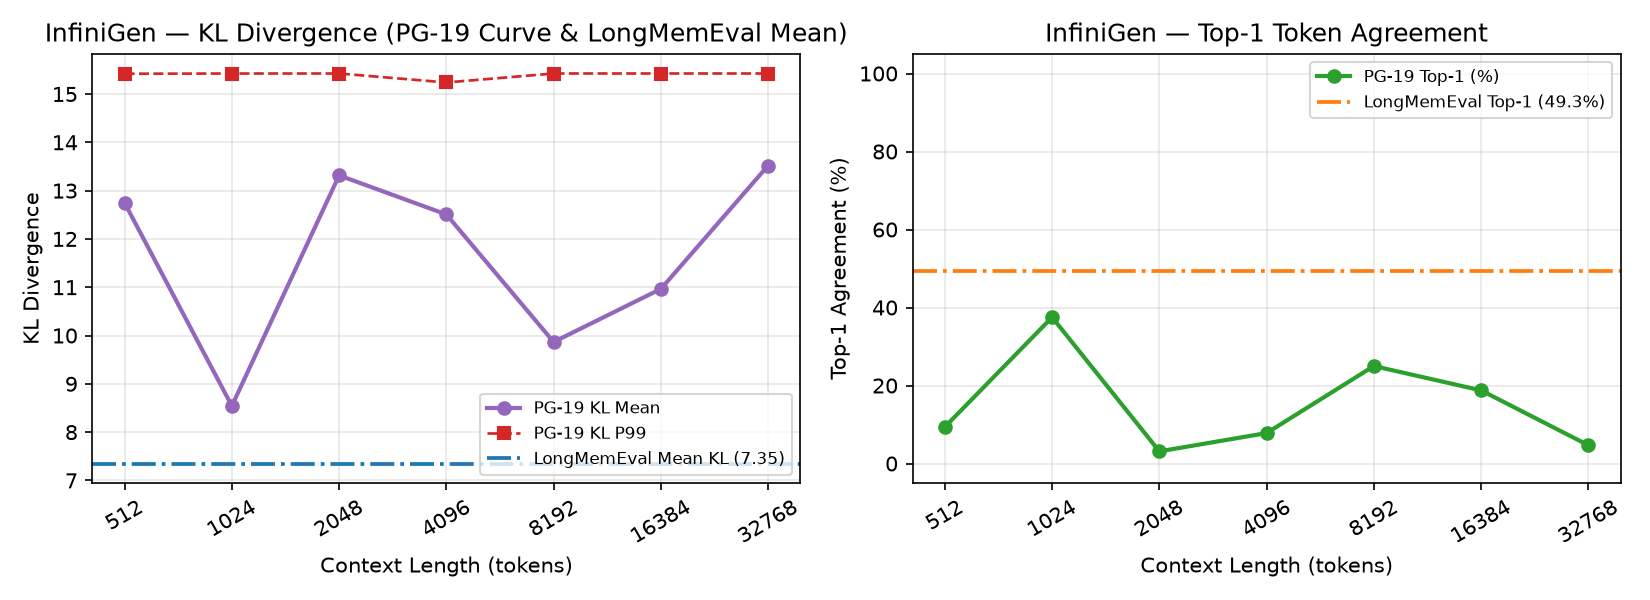 InfiniGen — KL Divergence (PG-19 Curve & LongMemEval Mean)
KL Divergence
15
14
13
12
11
10
9
8
7
PG-19 KL Mean
PG-19 KL P99
LongMemEval Mean KL (7.35)
512
1024
2048
4096
8192
16384
32768
Context Length (tokens)
InfiniGen — Top-1 Token Agreement
Top-1 Agreement (%)
100
80
60
40
20
0
PG-19 Top-1 (%)
LongMemEval Top-1 (49.3%)
512
1024
2048
4096
8192
16384
32768
Context Length (tokens)